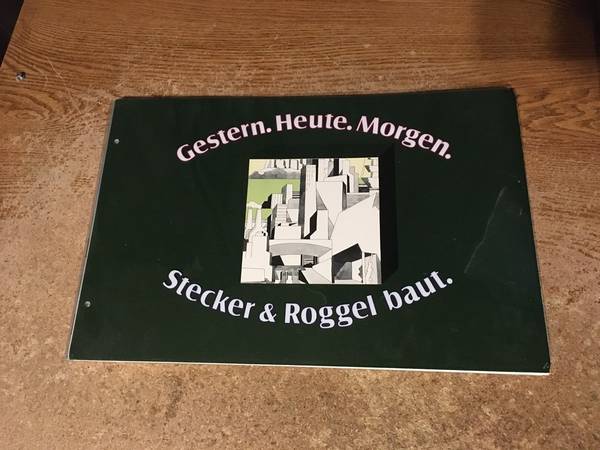 Gestern. Heute. Morgen.
Stecker & Roggel baut.